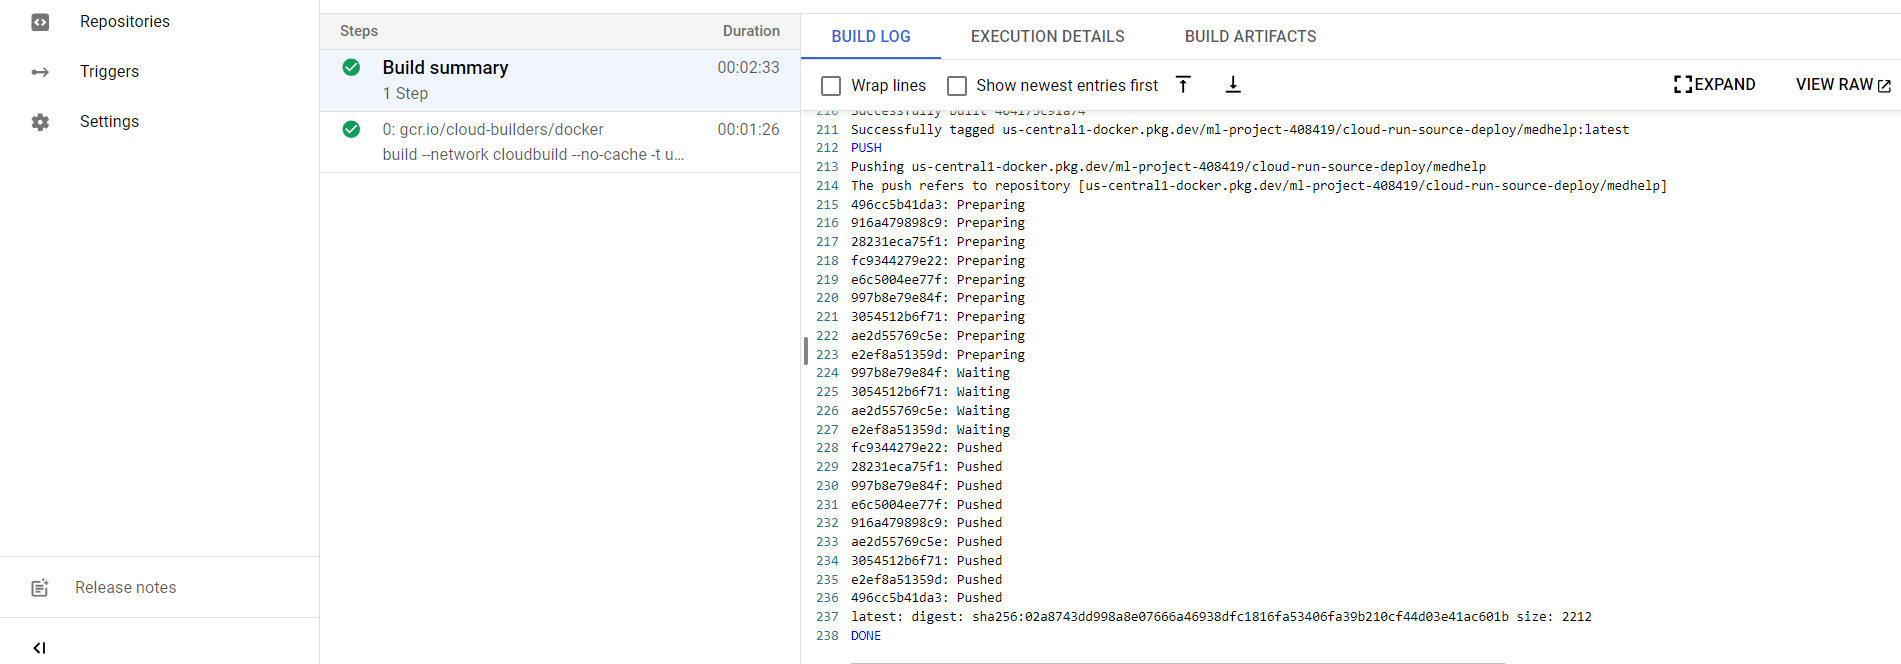 Repositories
Triggers
Settings
Release notes
Steps Duration
Build summary 00:02:33
1 Step
0: gcr.io/cloud-builders/docker 00:01:26
build --network cloudbuild --no-cache -t u...
BUILD LOG EXECUTION DETAILS BUILD ARTIFACTS
Wrap lines Show newest entries first EXPAND VIEW RAW
210 Successfully built
211 Successfully tagged us-central1-docker.pkg.dev/ml-project-408419/cloud-run-source-deploy/medhelp:latest
212 PUSH
213 Pushing us-central1-docker.pkg.dev/ml-project-408419/cloud-run-source-deploy/medhelp
214 The push refers to repository [us-central1-docker.pkg.dev/ml-project-408419/cloud-run-source-deploy/medhelp]
215 496cc5b41da3: Preparing
216 916a479898c9: Preparing
217 28231eca75f1: Preparing
218 fc9344279e22: Preparing
219 e6c5004ee77f: Preparing
220 997b8e79e84f: Preparing
221 3054512b6f71: Preparing
222 ae2d55769c5e: Preparing
223 e2ef8a51359d: Preparing
224 997b8e79e84f: Waiting
225 3054512b6f71: Waiting
226 ae2d55769c5e: Waiting
227 e2ef8a51359d: Waiting
228 fc9344279e22: Pushed
229 28231eca75f1: Pushed
230 997b8e79e84f: Pushed
231 e6c5004ee77f: Pushed
232 916a479898c9: Pushed
233 ae2d55769c5e: Pushed
234 3054512b6f71: Pushed
235 e2ef8a51359d: Pushed
236 496cc5b41da3: Pushed
237 latest: digest: sha256:02a8743dd998a8e07666a46938dfc1816fa53406fa39b210cf44d03e41ac601b size: 2212
238 DONE